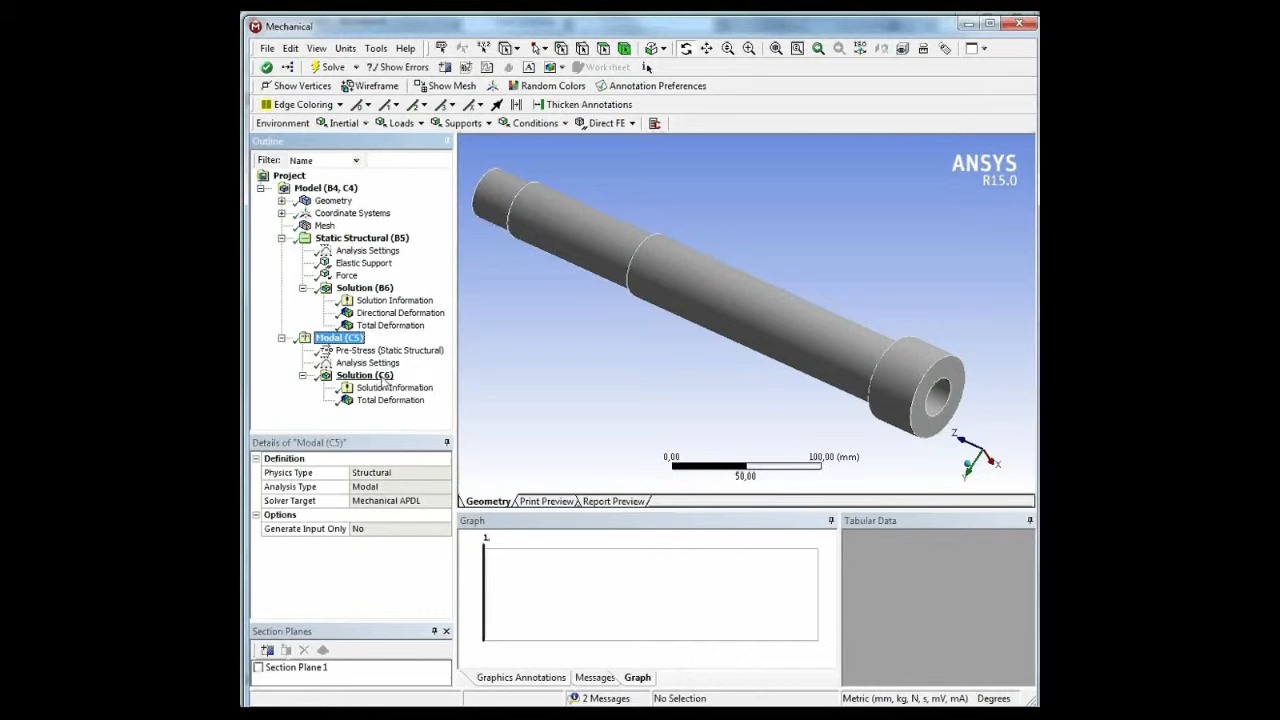 Mechanical
File Edit View Units Tools Help
Solve ?/ Show Errors A Worksheet
Show Vertices Wireframe Show Mesh Random Colors Annotation Preferences
Edge Coloring Thicken Annotations
Environment Inertial Loads Supports Conditions Direct FE
Outline
Filter: Name
Project
Model (B4, C4)
Geometry
Coordinate Systems
Mesh
Static Structural (B5)
Analysis Settings
Elastic Support
Force
Solution (B6)
Solution Information
Directional Deformation
Total Deformation
Modal (C5)
Pre-Stress (Static Structural)
Analysis Settings
Solution (C6)
Solution Information
Total Deformation
Details of "Modal (C5)"
Definition
Physics Type Structural
Analysis Type Modal
Solver Target Mechanical APDL
Options
Generate Input Only No
Section Planes
Section Plane 1
ANSYS
R15.0
Z
X
Y
0,00 100,00 (mm)
50,00
Geometry Print Preview Report Preview
Graph
1,
Tabular Data
Graphics Annotations Messages Graph
2 Messages No Selection Metric (mm, kg, N, s, mV, mA) Degrees